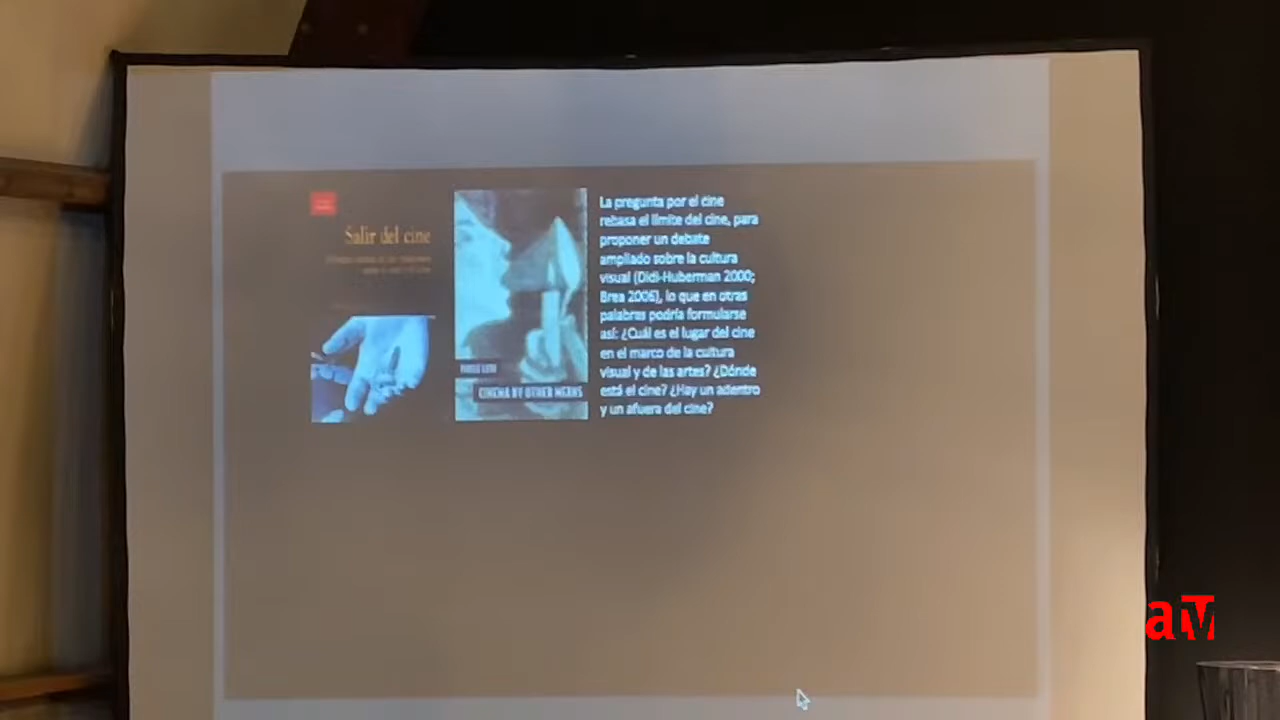 Salir del cine
PAVLE LEVI
CINEMA BY OTHER MEANS
La pregunta por el cine
rebasa el límite del cine, para
proponer un debate
ampliado sobre la cultura
visual (Didi-Huberman 2000;
Brea 2006), lo que en otras
palabras podría formularse
así: ¿Cuál es el lugar del cine
en el marco de la cultura
visual y de las artes? ¿Dónde
está el cine? ¿Hay un adentro
y un afuera del cine?
atv